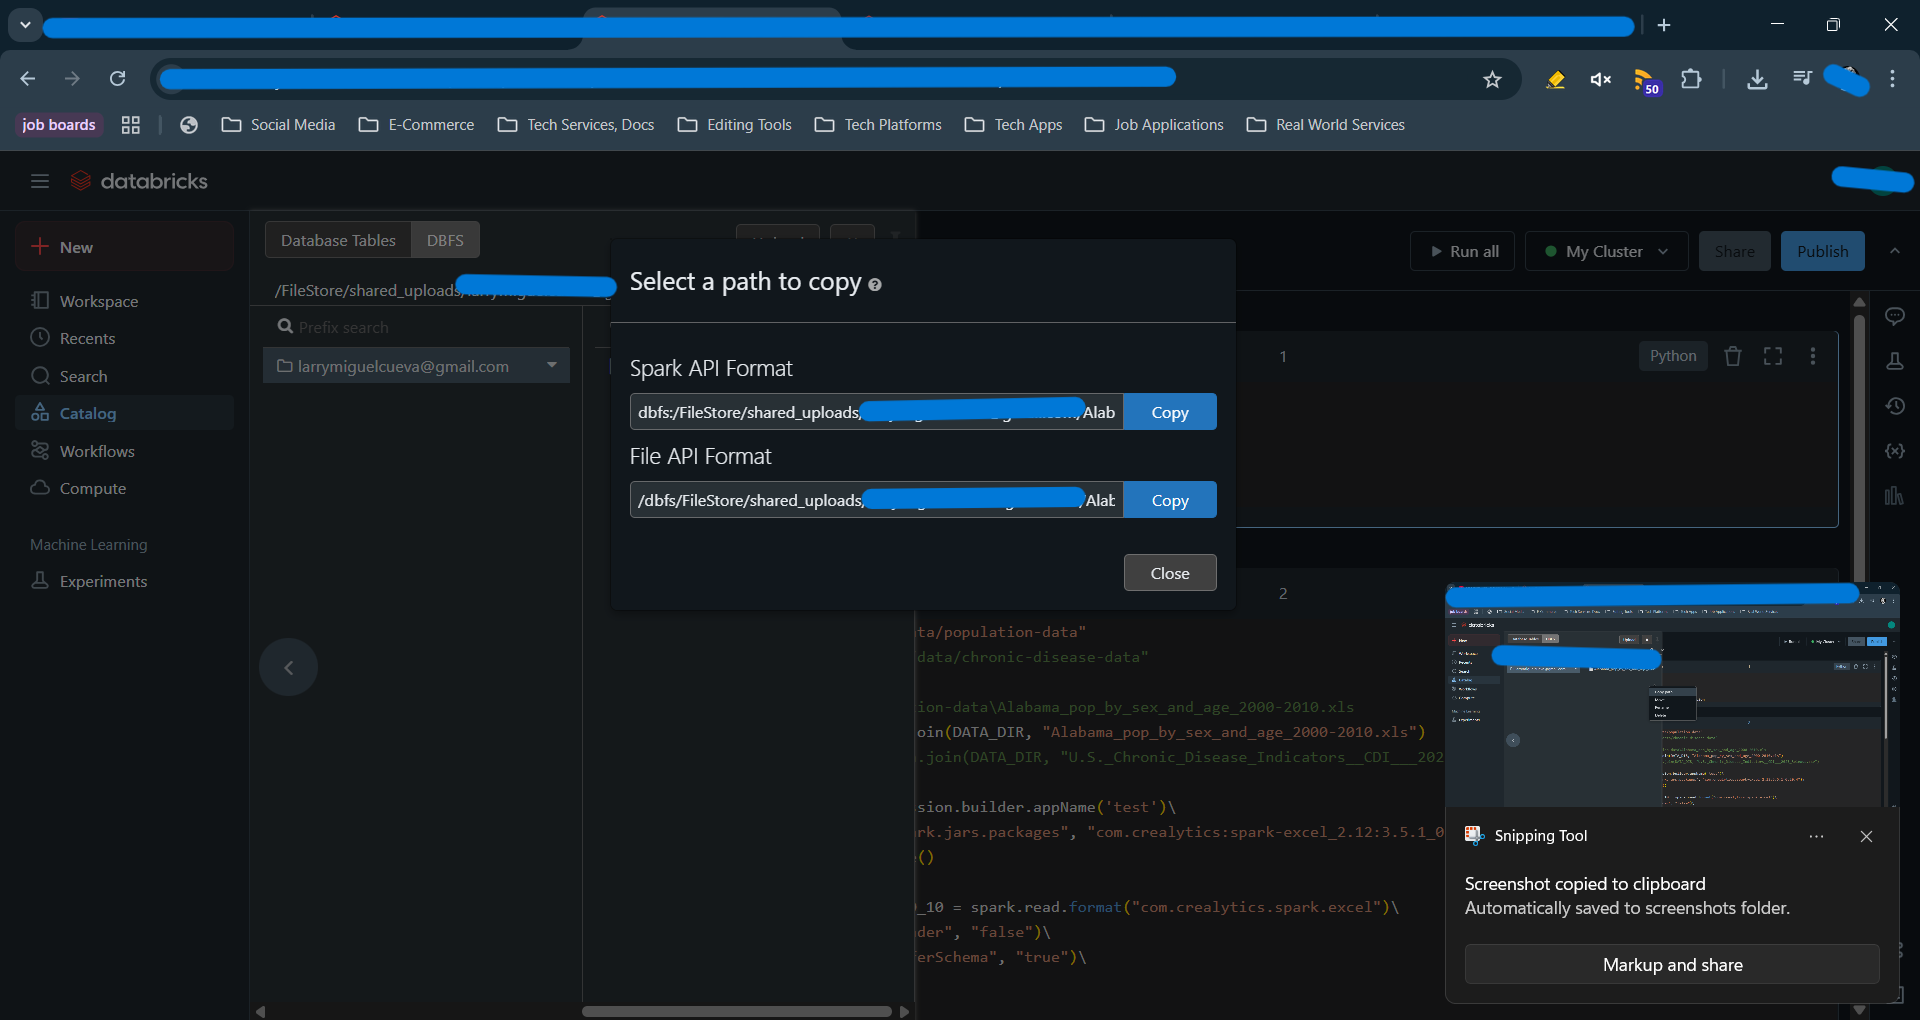 50
job boards
Social Media
E-Commerce
Tech Services, Docs
Editing Tools
Tech Platforms
Tech Apps
Job Applications
Real World Services
databricks
New
Workspace
Recents
Search
Catalog
Workflows
Compute
Machine Learning
Experiments
Database Tables
DBFS
/FileStore/shared_uploads/
Prefix search
larrymiguelcueva@gmail.com
Select a path to copy
Spark API Format
dbfs:/FileStore/shared_uploads/ /Alab
Copy
File API Format
/dbfs/FileStore/shared_uploads/ /Alab
Copy
Close
Run all
My Cluster
Share
Publish
1
Python
2
ta/population-data"
data/chronic-disease-data"
ion-data\Alabama_pop_by_sex_and_age_2000-2010.xls
oin(DATA_DIR, "Alabama_pop_by_sex_and_age_2000-2010.xls")
.join(DATA_DIR, "U.S._Chronic_Disease_Indicators__CDI___202
sion.builder.appName('test')\
rk.jars.packages", "com.crealytics:spark-excel_2.12:3.5.1_0
()
_10 = spark.read.format("com.crealytics.spark.excel")\
der", "false")\
erSchema", "true")\
Snipping Tool
Screenshot copied to clipboard
Automatically saved to screenshots folder.
Markup and share